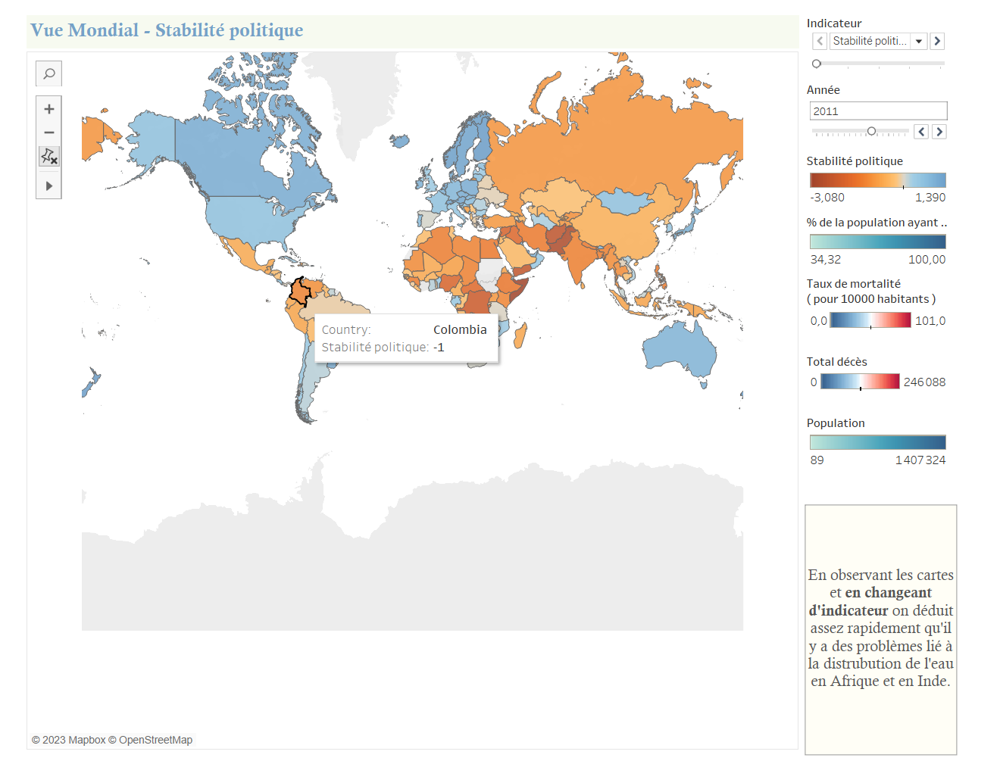 Vue Mondial - Stabilité politique
Country: Colombia
Stabilité politique: -1
© 2023 Mapbox © OpenStreetMap
Indicateur
Stabilité politi...
Année
2011
Stabilité politique
-3,080 1,390
% de la population ayant ..
34,32 100,00
Taux de mortalité
( pour 10000 habitants )
0,0 101,0
Total décès
0 246 088
Population
89 1 407 324
En observant les cartes
et en changeant
d'indicateur on déduit
assez rapidement qu'il
y a des problèmes lié à
la distrubution de l'eau
en Afrique et en Inde.